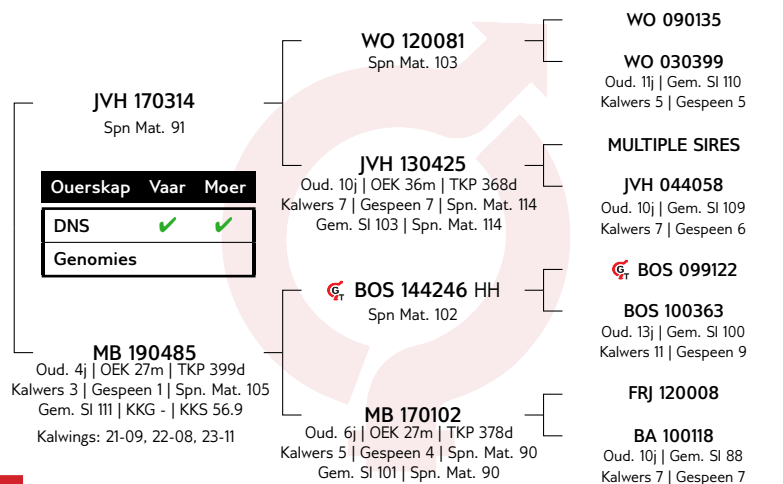 JVH 170314
Spn Mat. 91
Ouerskap Vaar Moer
DNS ✔ ✔
Genomies
MB 190485
Oud. 4j | OEK 27m | TKP 399d
Kalwers 3 | Gespeen 1 | Spn. Mat. 105
Gem. SI 111 | KKG - | KKS 56.9
Kalwings: 21-09, 22-08, 23-11
WO 120081
Spn Mat. 103
JVH 130425
Oud. 10j | OEK 36m | TKP 368d
Kalwers 7 | Gespeen 7 | Spn. Mat. 114
Gem. SI 103 | Spn. Mat. 114
GT BOS 144246 HH
Spn Mat. 102
MB 170102
Oud. 6j | OEK 27m | TKP 378d
Kalwers 5 | Gespeen 4 | Spn. Mat. 90
Gem. SI 101 | Spn. Mat. 90
WO 090135
WO 030399
Oud. 11j | Gem. SI 110
Kalwers 5 | Gespeen 5
MULTIPLE SIRES
JVH 044058
Oud. 10j | Gem. SI 109
Kalwers 7 | Gespeen 6
GT BOS 099122
BOS 100363
Oud. 13j | Gem. SI 100
Kalwers 11 | Gespeen 9
FRJ 120008
BA 100118
Oud. 10j | Gem. SI 88
Kalwers 7 | Gespeen 7